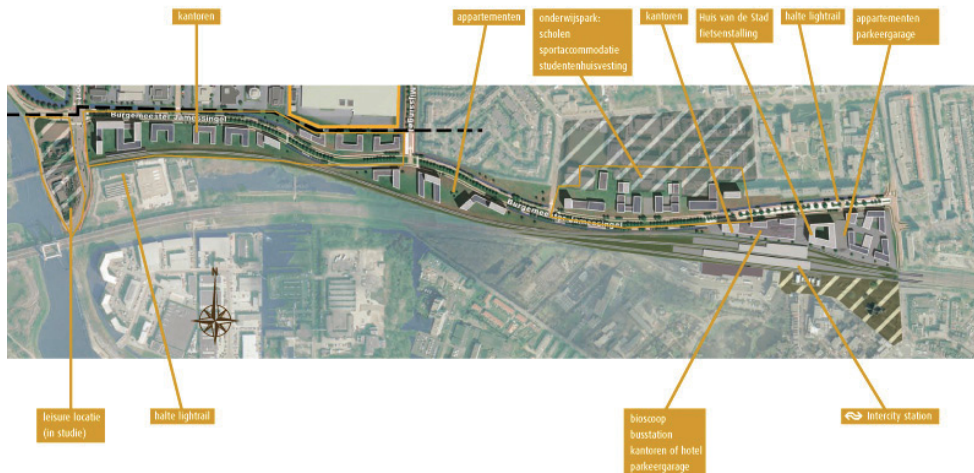 kantoren
appartementen
onderwijspark:
scholen
sportaccommodatie
studentenhuisvesting
kantoren
Huis van de Stad
fietsenstalling
halte lightrail
appartementen
parkeergarage
Burgemeester Jamessingel
Burgemeester Jamessingel
N
leisure locatie
(in studie)
halte lightrail
bioscoop
busstation
kantoren of hotel
parkeergarage
Intercity station